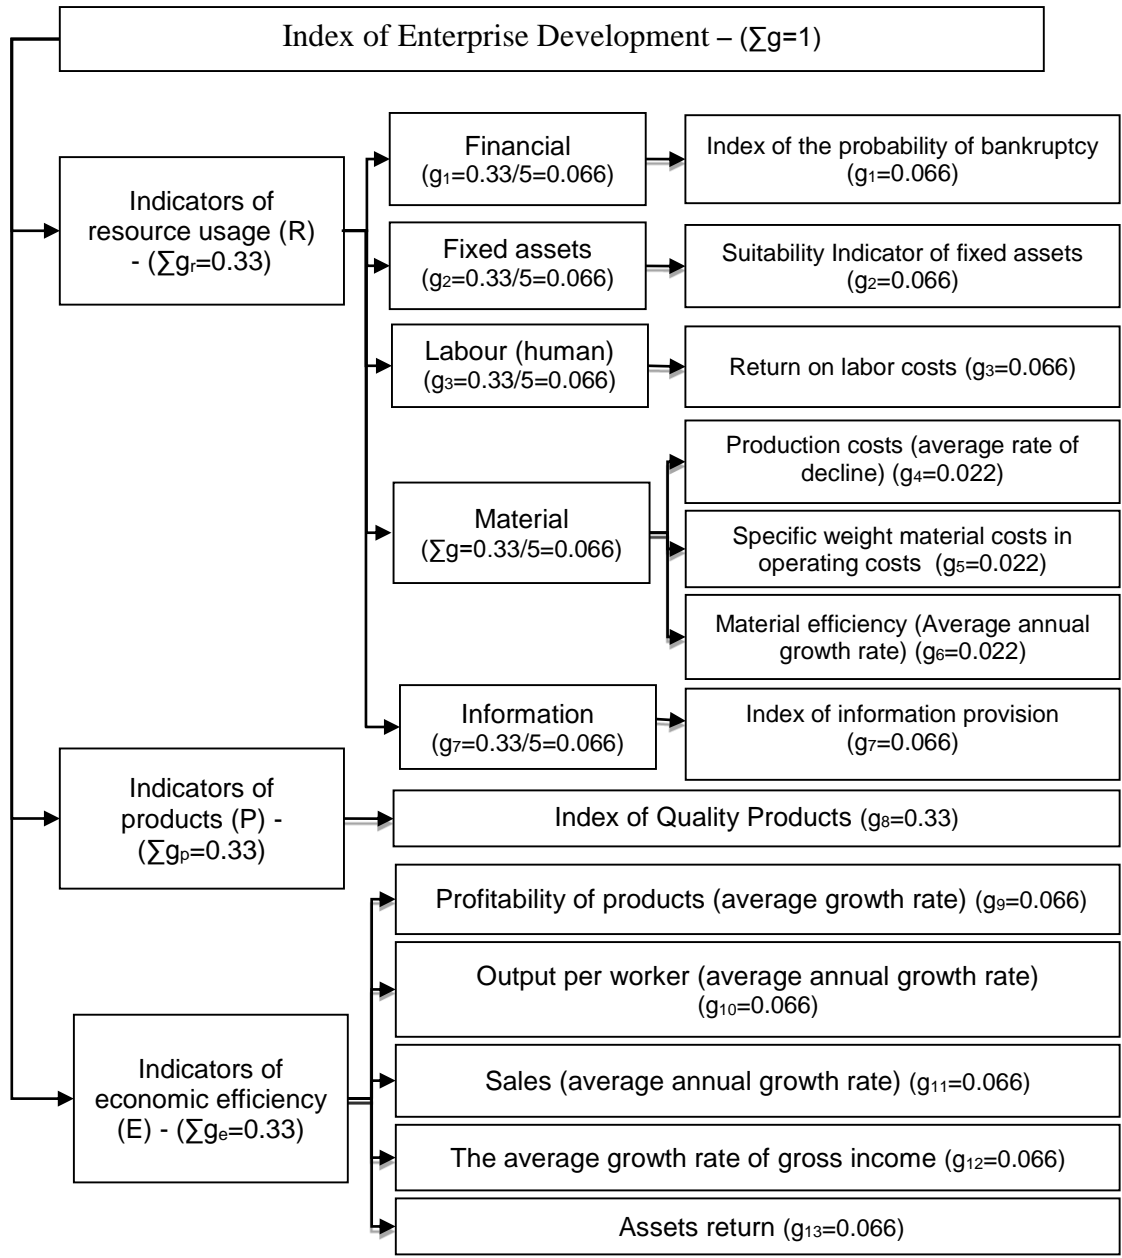 Index of Enterprise Development – (∑g=1)
Indicators of
resource usage (R)
- (∑gr=0.33)
Financial
(g1=0.33/5=0.066)
Index of the probability of bankruptcy
(g1=0.066)
Fixed assets
(g2=0.33/5=0.066)
Suitability Indicator of fixed assets
(g2=0.066)
Labour (human)
(g3=0.33/5=0.066)
Return on labor costs (g3=0.066)
Material
(∑g=0.33/5=0.066)
Production costs (average rate of
decline) (g4=0.022)
Specific weight material costs in
operating costs (g5=0.022)
Material efficiency (Average annual
growth rate) (g6=0.022)
Information
(g7=0.33/5=0.066)
Index of information provision
(g7=0.066)
Indicators of
products (P) -
(∑gp=0.33)
Index of Quality Products (g8=0.33)
Indicators of
economic efficiency
(E) - (∑ge=0.33)
Profitability of products (average growth rate) (g9=0.066)
Output per worker (average annual growth rate)
(g10=0.066)
Sales (average annual growth rate) (g11=0.066)
The average growth rate of gross income (g12=0.066)
Assets return (g13=0.066)